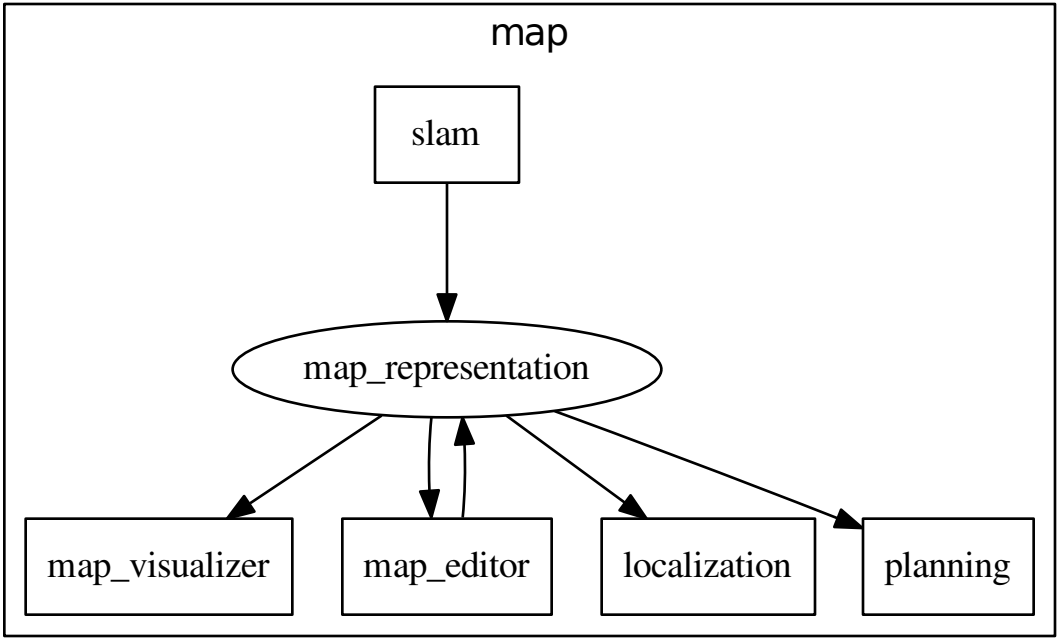 map
slam
map_representation
map_visualizer
map_editor
localization
planning